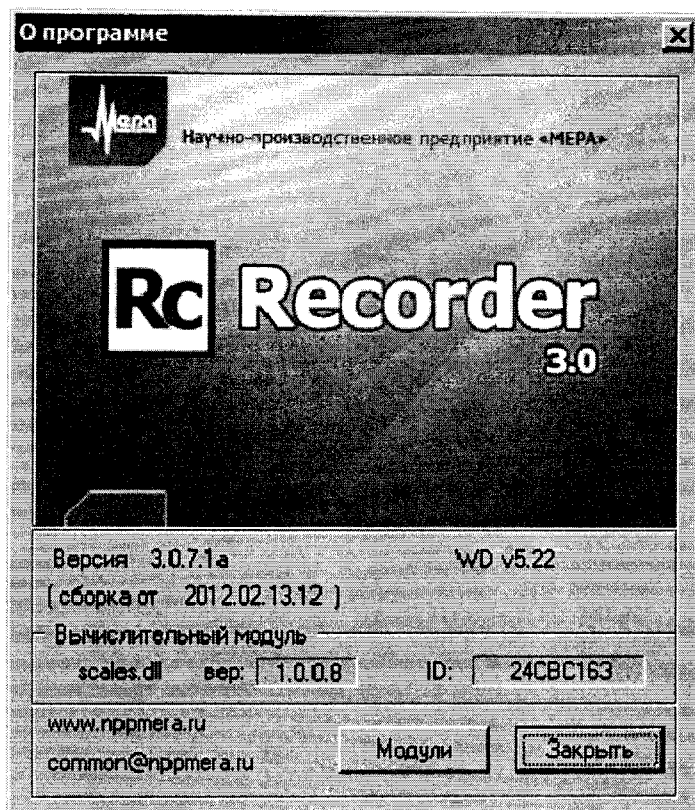 О программе
Мера
Научно-производственное предприятие «МЕРА»
Rc Recorder
3.0
Версия 3.0.7.1a WD v5.22
( сборка от 2012.02.13.12 )
Вычислительный модуль
scales.dll вер: 1.0.0.8 ID: 24CBC163
www.nppmera.ru
common@nppmera.ru
Модули Закрыть